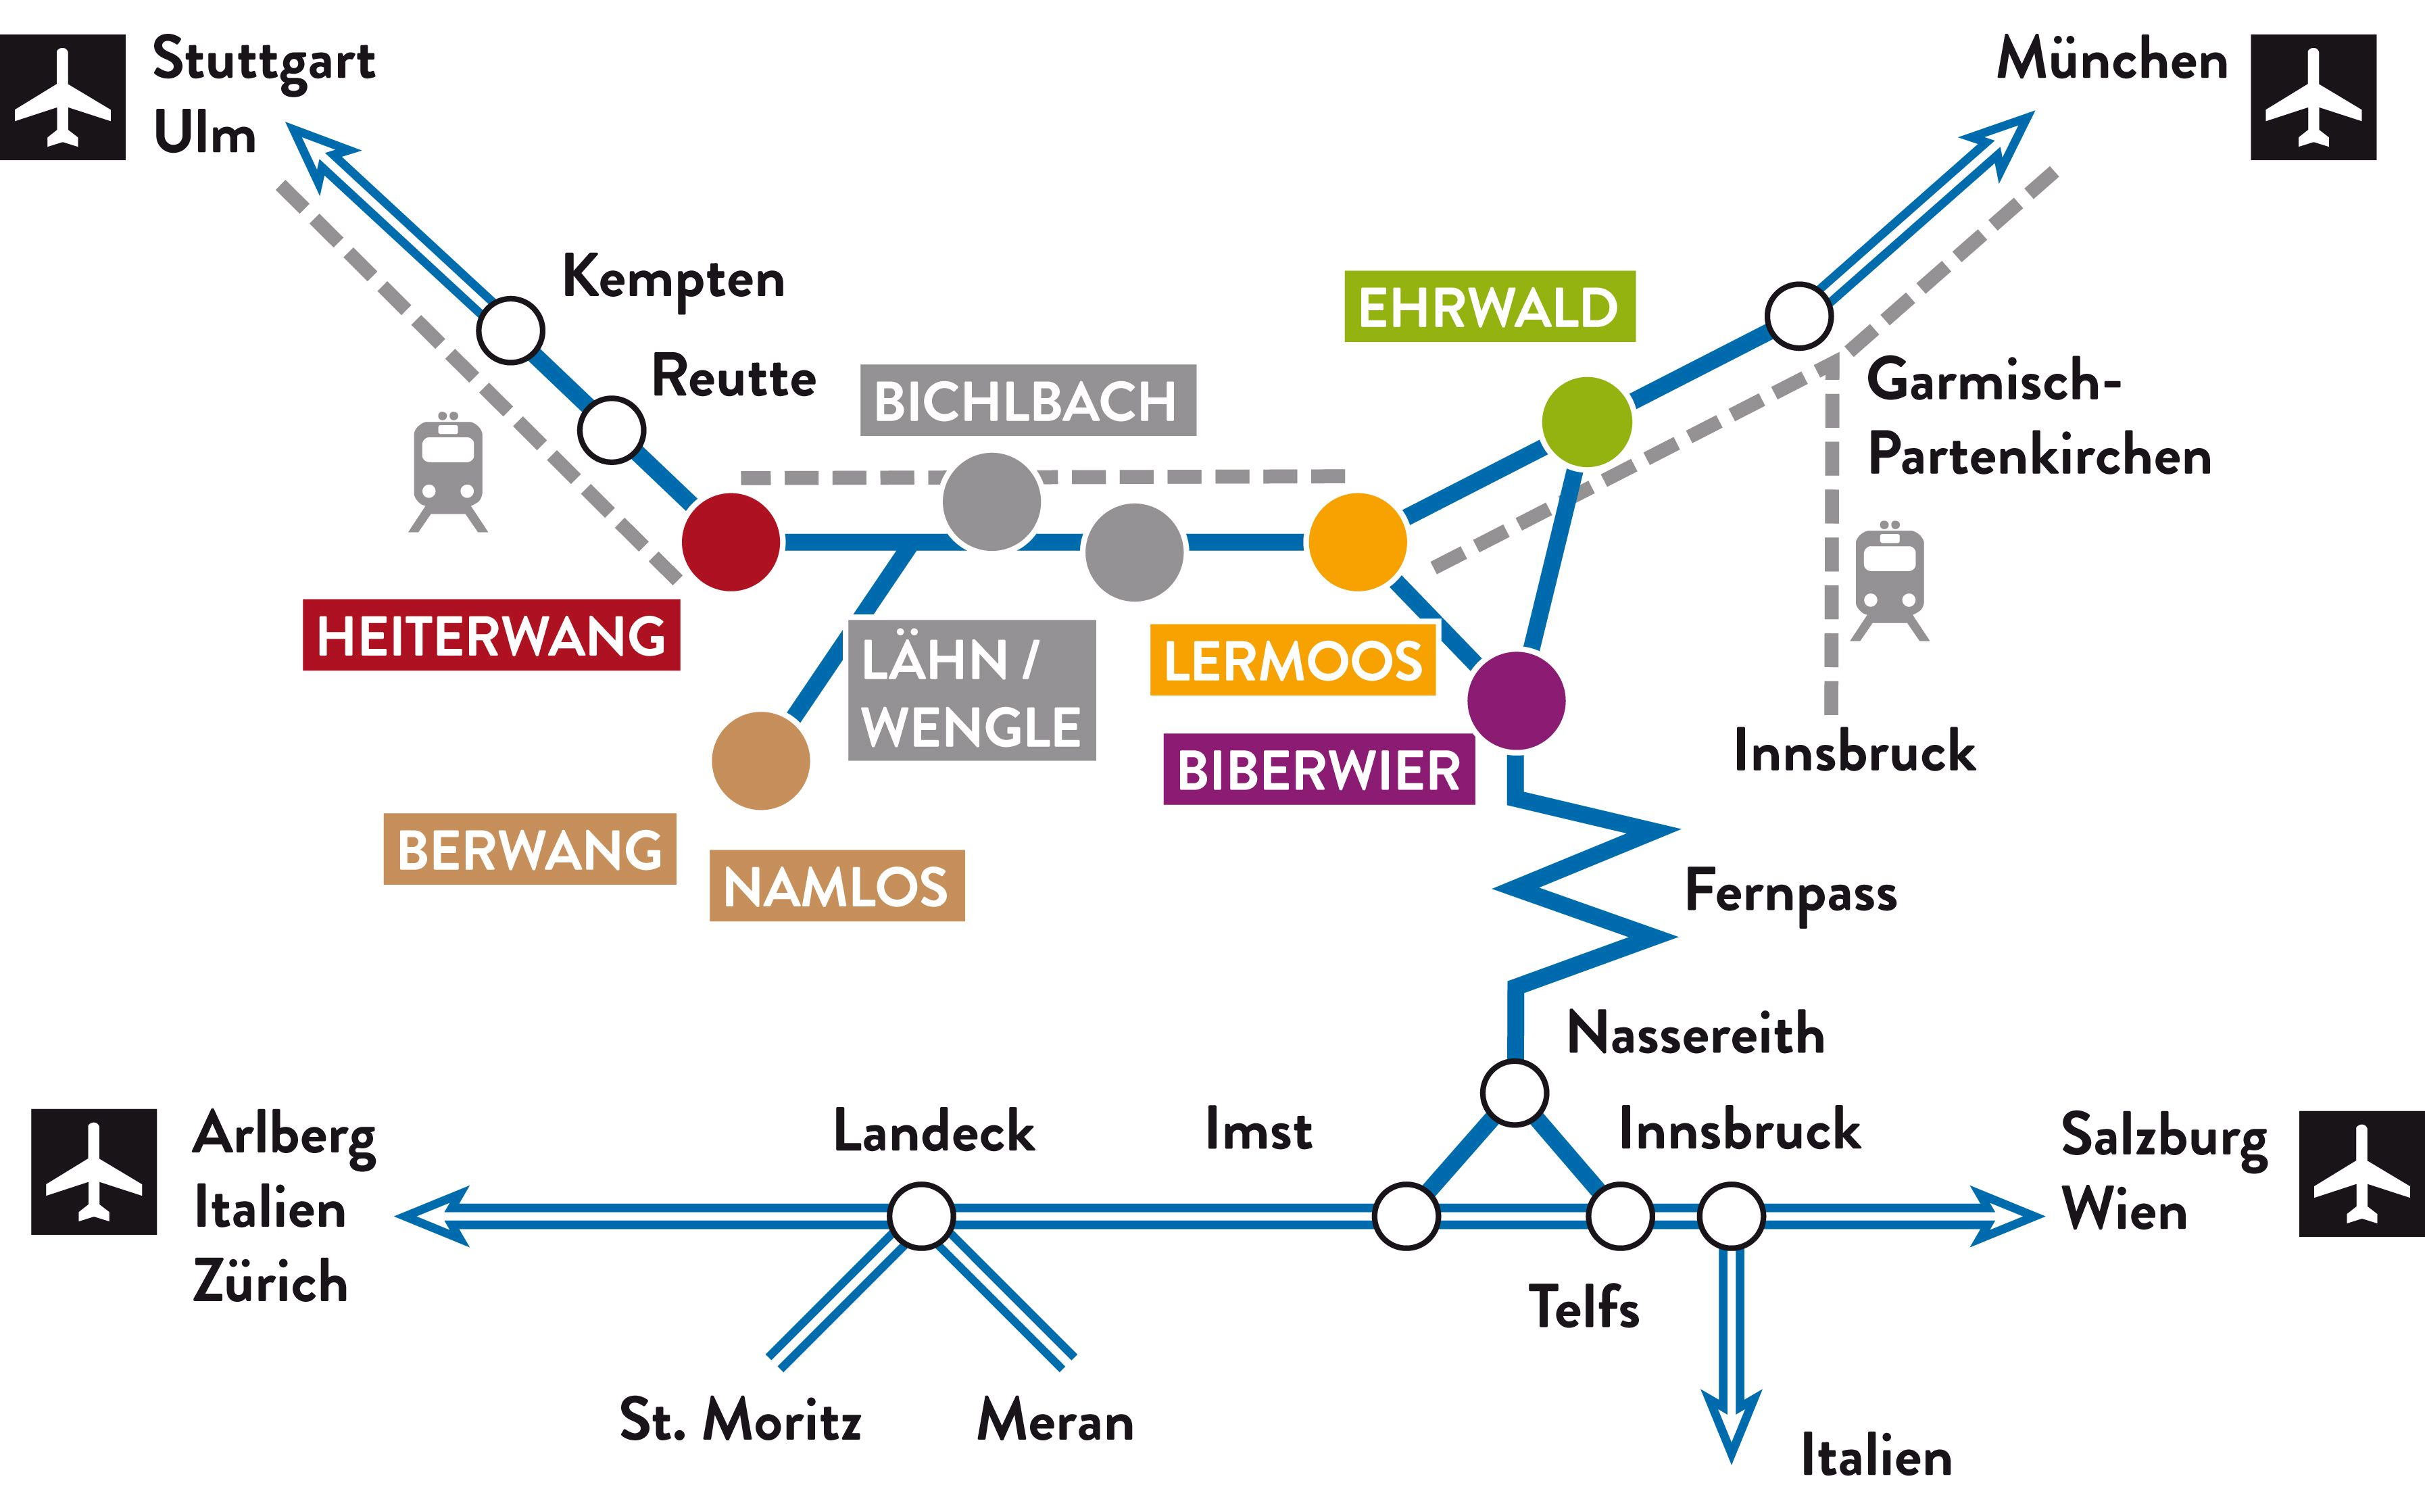 Stuttgart
Ulm
München
Kempten
Reutte
BICHLBACH
EHRWALD
Garmisch-
Partenkirchen
HEITERWANG
LÄHN /
WENGLE
LERMOOS
BIBERWIER
Innsbruck
BERWANG
NAMLOS
Fernpass
Nassereith
Arlberg
Italien
Zürich
Landeck
Imst
Innsbruck
Salzburg
Wien
Telfs
St. Moritz
Meran
Italien